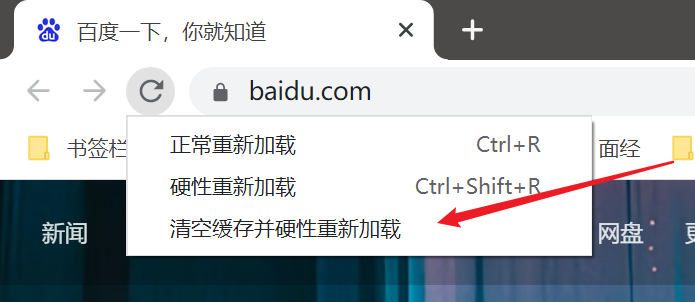 du 百度一下，你就知道
baidu.com
书签栏 面经
正常重新加载 Ctrl+R
硬性重新加载 Ctrl+Shift+R
清空缓存并硬性重新加载
新闻 网盘